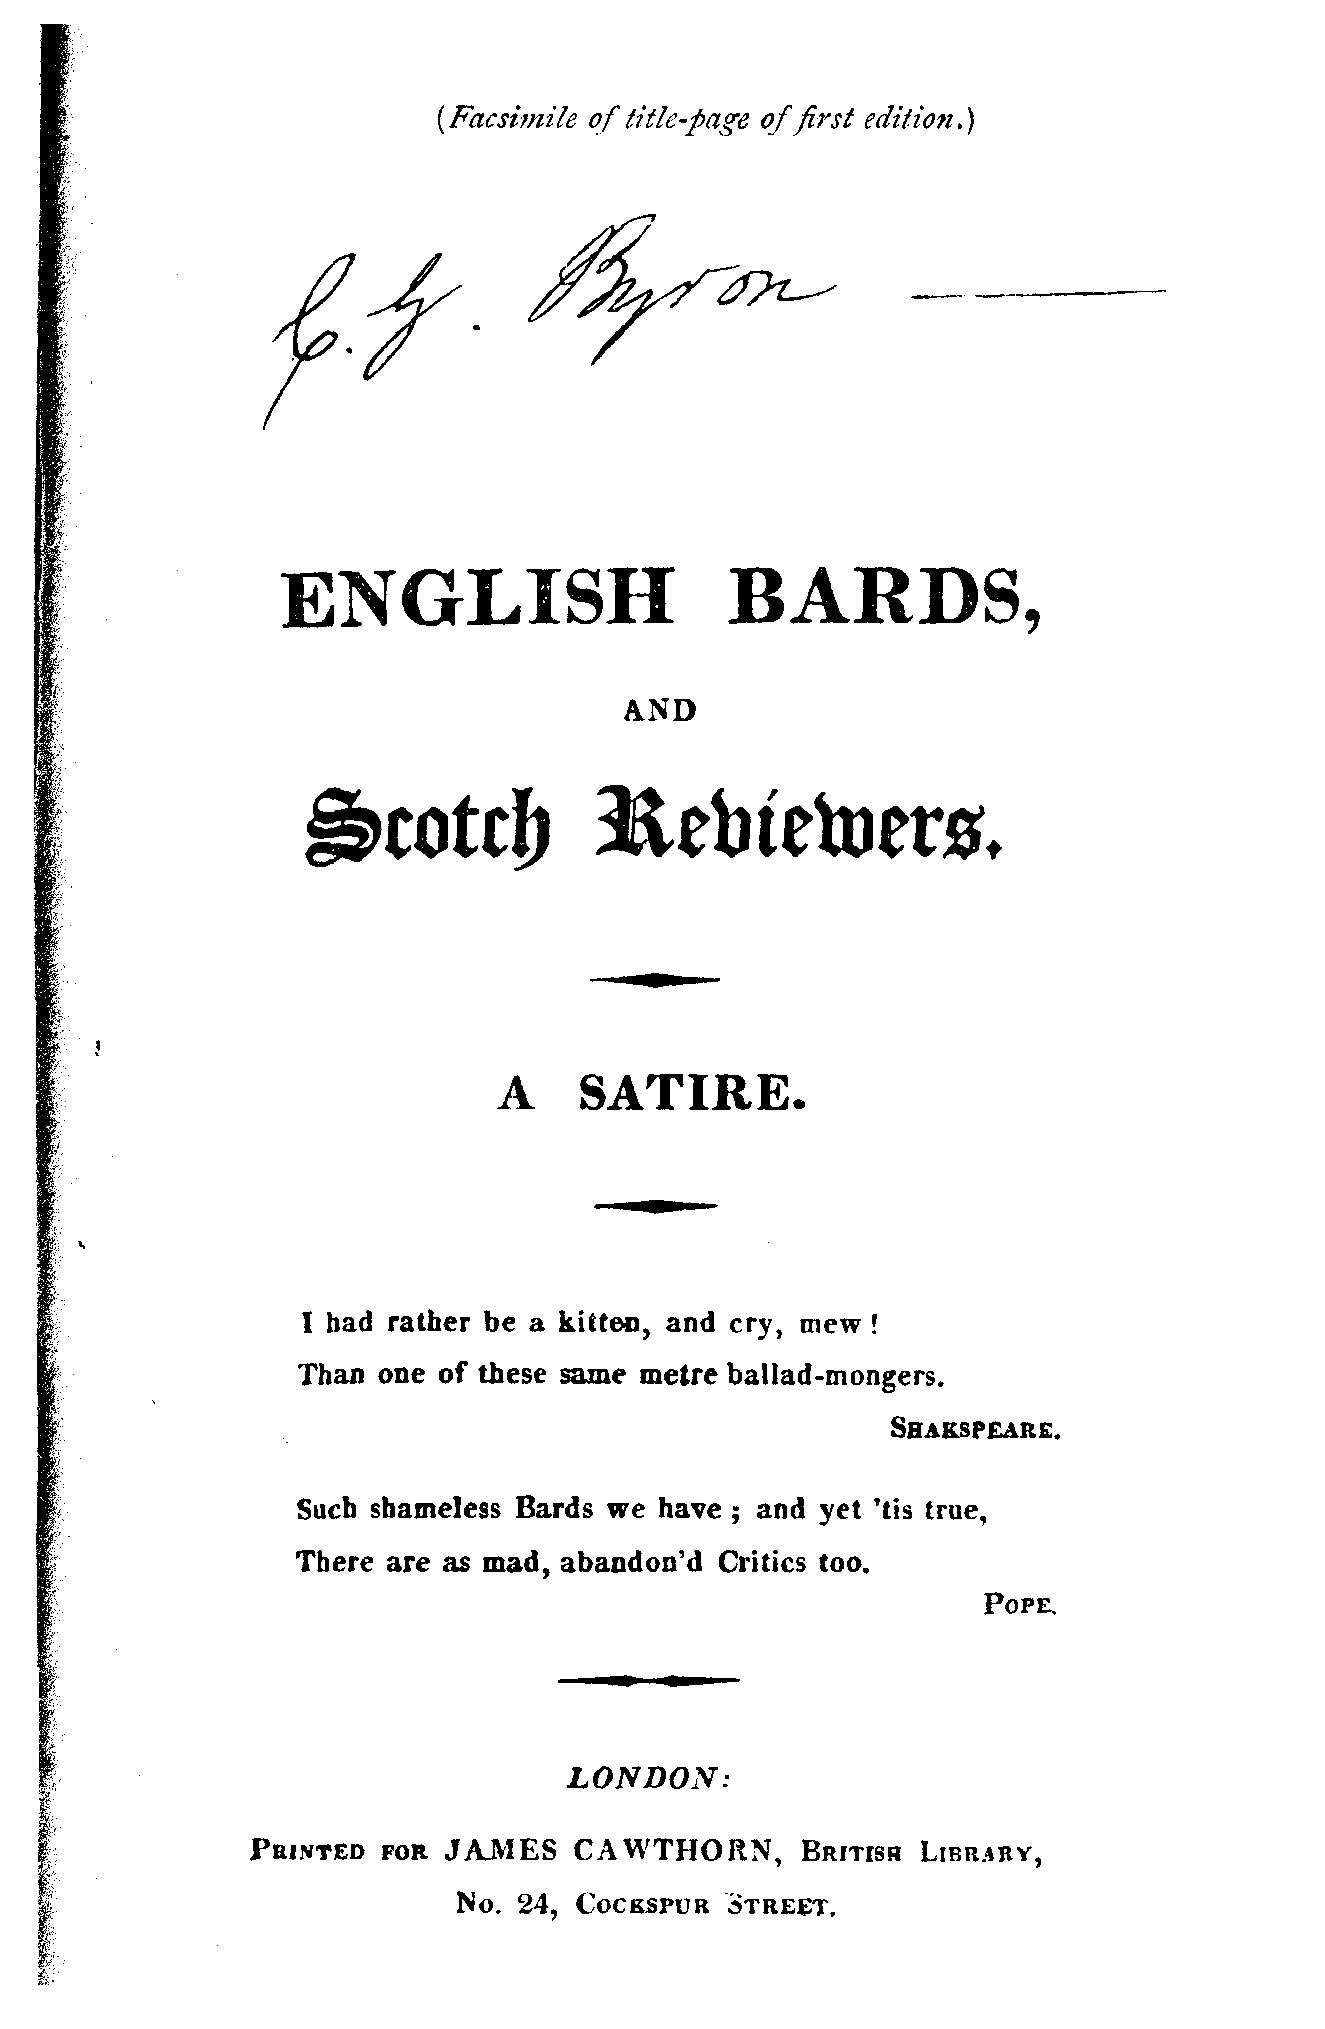 (Facsimile of title-page of first edition.)
C. G. Byron —
ENGLISH BARDS,
AND
Scotch Reviewers.
A SATIRE.
I had rather be a kitten, and cry, mew!
Than one of these same metre ballad-mongers.
SHAKSPEARE.
Such shameless Bards we have; and yet 'tis true,
There are as mad, abandon'd Critics too.
POPE.
LONDON:
PRINTED FOR JAMES CAWTHORN, BRITISH LIBRARY,
No. 24, COCKSPUR STREET.